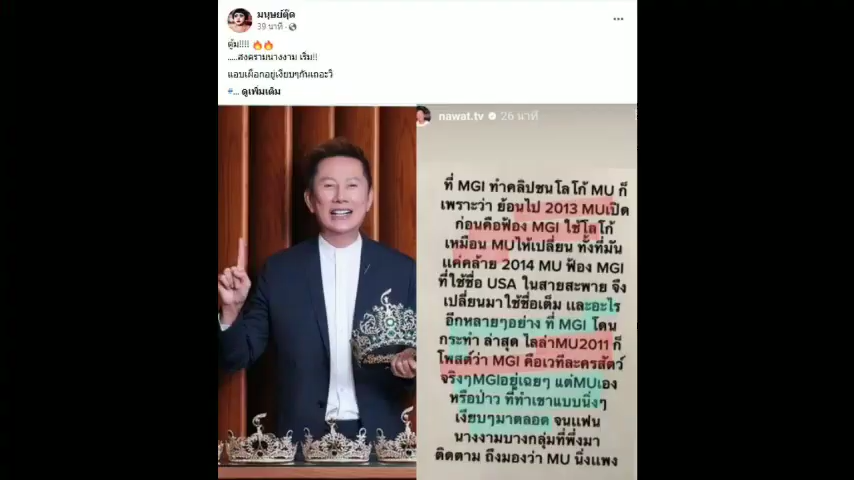 มนุษย์ตุ๊ด
39 นาที
ตู้ม!!!!
.....สงครามนางงาม เริ่ม!!
แอบเผือกอยู่เงียบๆกันเถอะวิ
#... ดูเพิ่มเติม
nawat.tv 26 นาที
ที่ MGI ทำคลิปชนโลโก้ MU ก็
เพราะว่า ย้อนไป 2013 MUเปิด
ก่อนคือฟ้อง MGI ใช้โลโก้
เหมือน MUให้เปลี่ยน ทั้งที่มัน
แค่คล้าย 2014 MU ฟ้อง MGI
ที่ใช้ชื่อ USA ในสายสะพาย จึง
เปลี่ยนมาใช้ชื่อเต็ม และอะไร
อีกหลายๆอย่าง ที่ MGI โดน
กระทำ ล่าสุด ไลล่าMU2011 ก็
โพสต์ว่า MGI คือเวทีละครสัตว์
จริงๆMGIอยู่เฉยๆ แต่MUเอง
หรือป่าว ที่ทำเขาแบบนิ่งๆ
เงียบๆมาตลอด จนแฟน
นางงามบางกลุ่มที่พึ่งมา
ติดตาม ถึงมองว่า MU นิ่งแพง